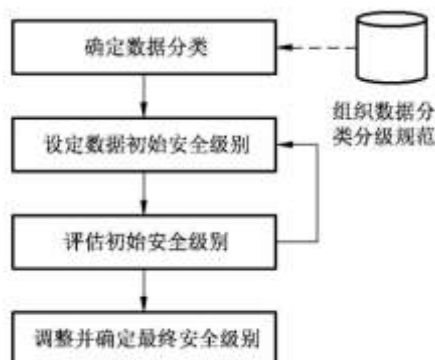 确定数据分类
组织数据分
类分级规范
设定数据初始安全级别
评估初始安全级别
调整并确定最终安全级别